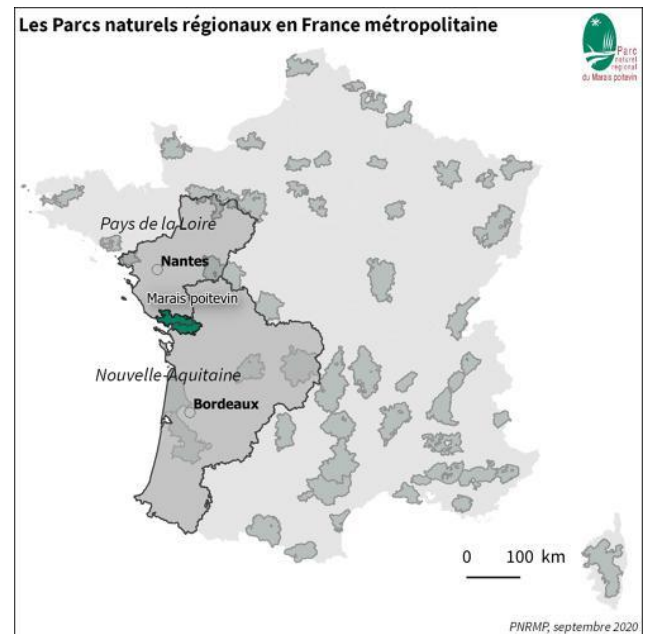 Les Parcs naturels régionaux en France métropolitaine
Parc
naturel
régional
du Marais poitevin
Pays de la Loire
Nantes
Marais poitevin
Nouvelle-Aquitaine
Bordeaux
0 100 km
PNRMP, septembre 2020